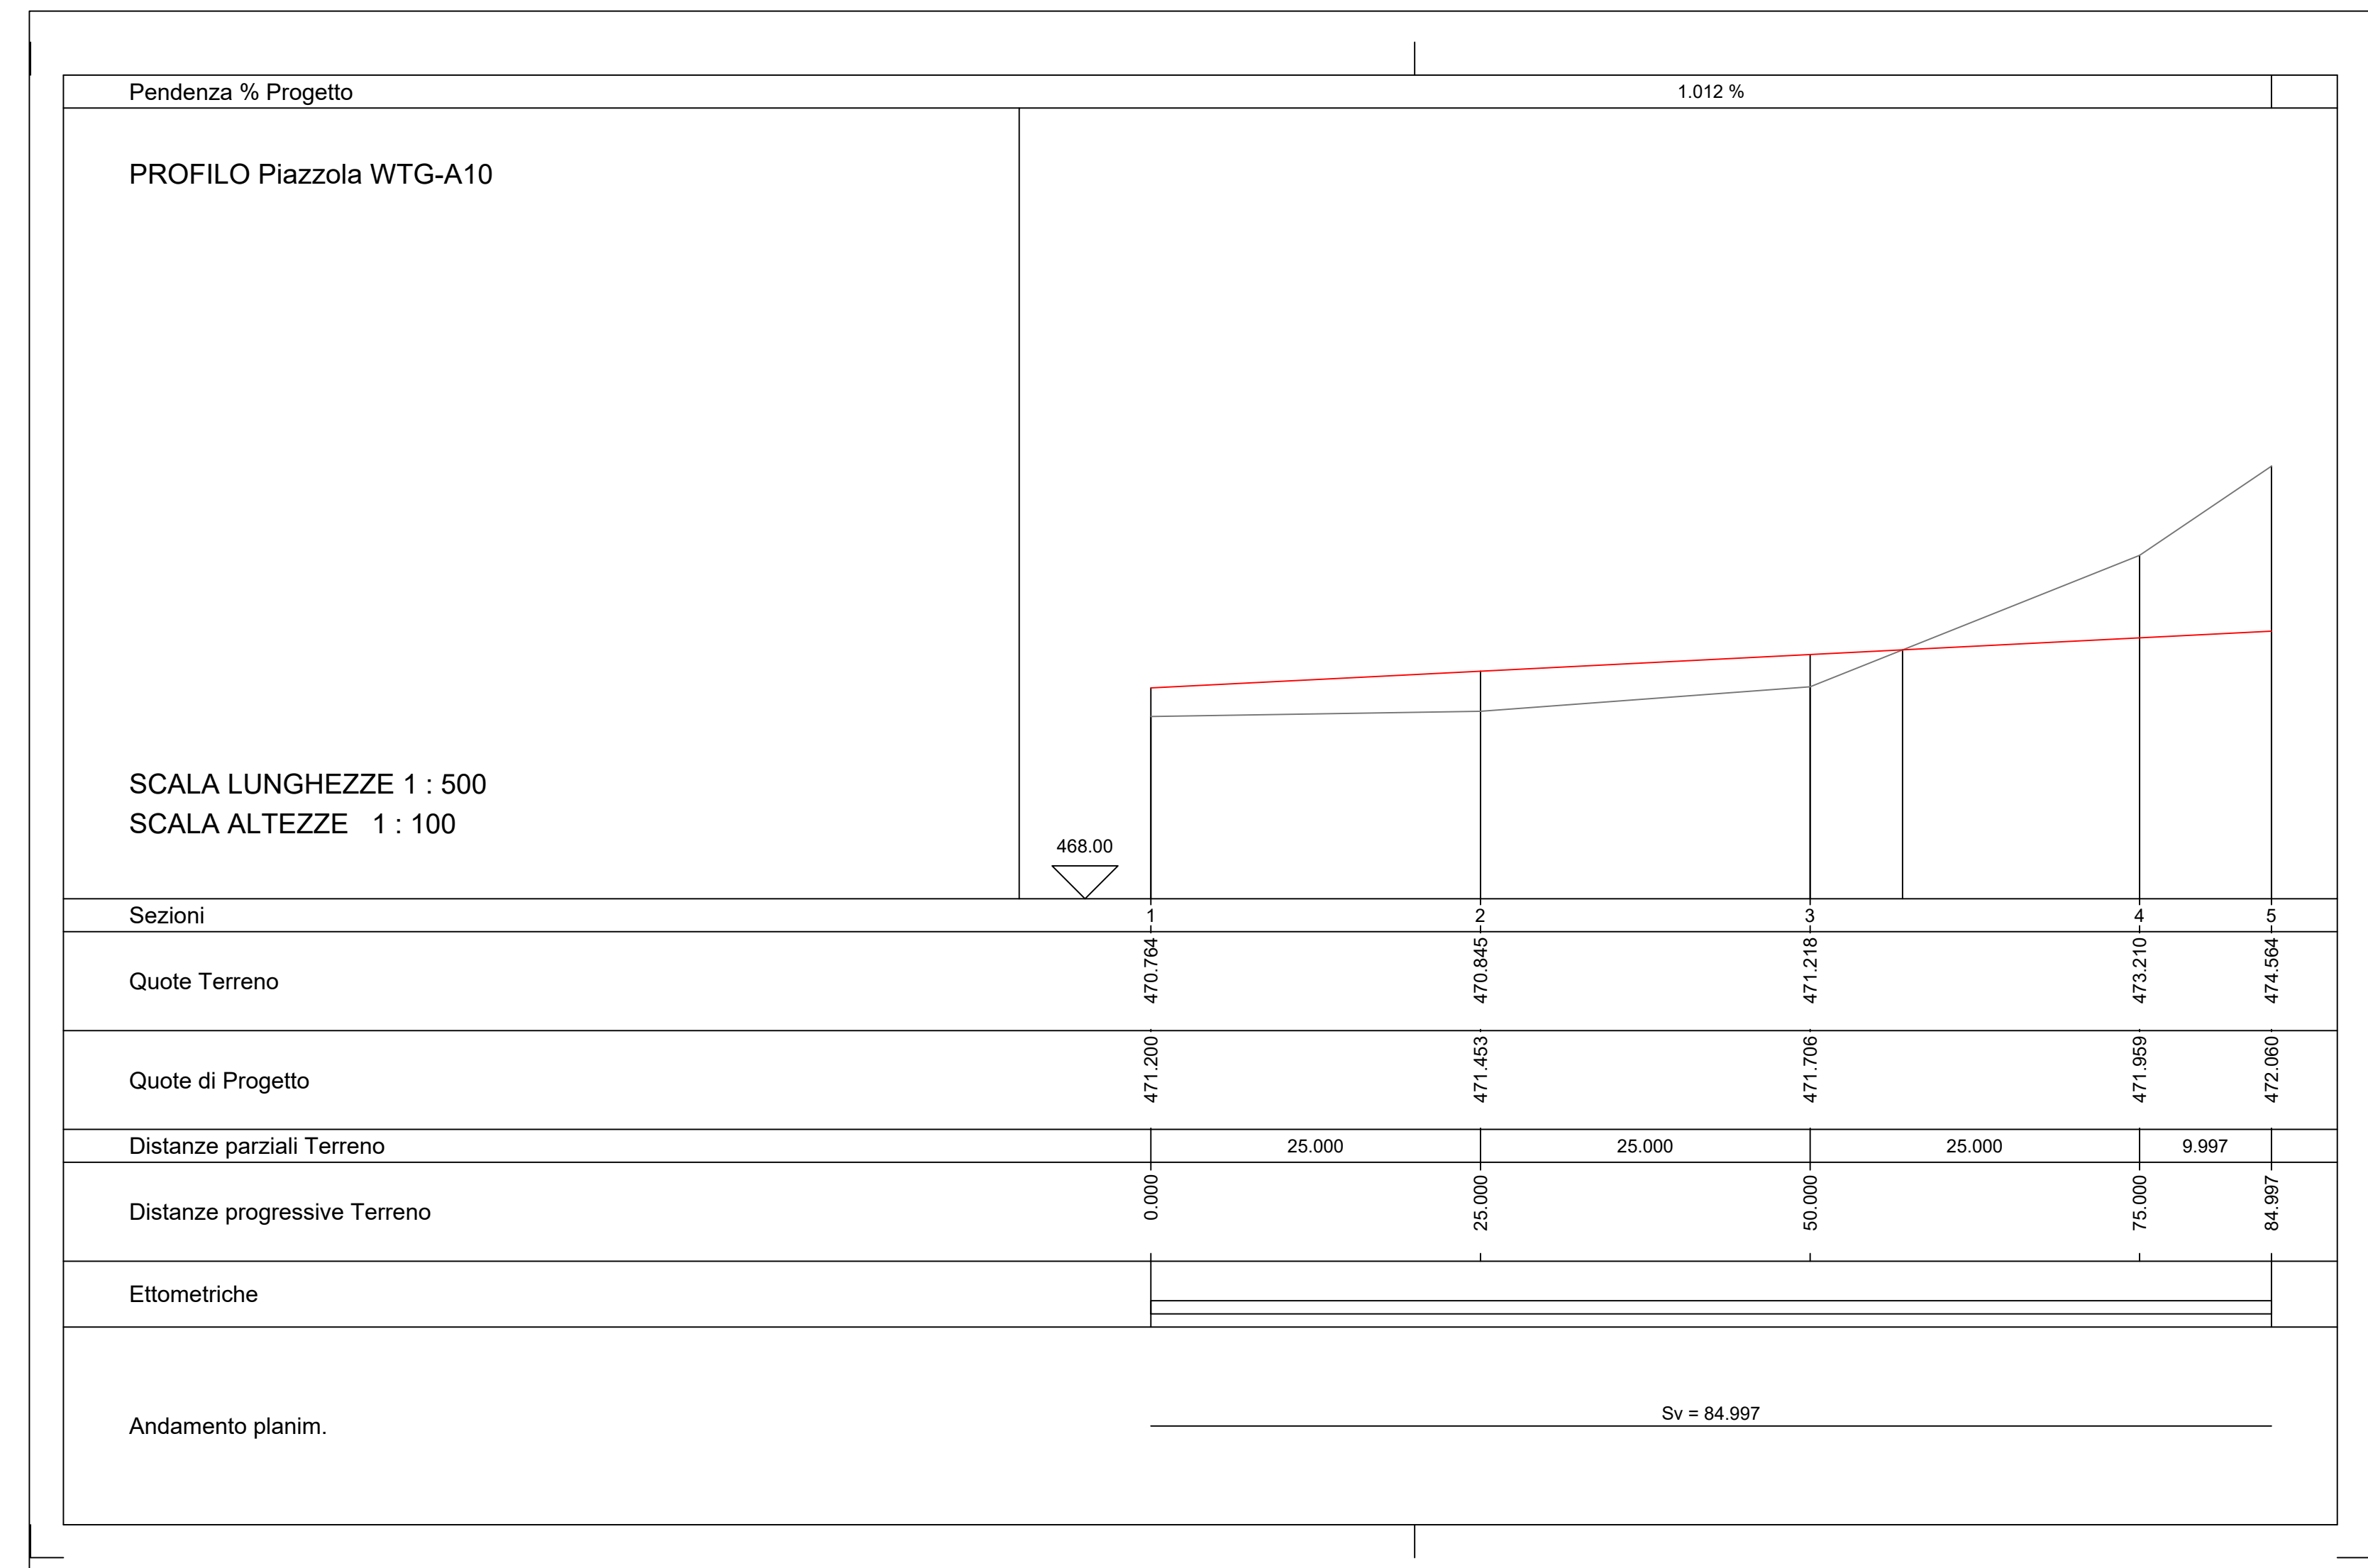 Pendenza % Progetto 1.012 %
PROFILO Piazzola WTG-A10
SCALA LUNGHEZZE 1 : 500
SCALA ALTEZZE 1 : 100
468.00
Sezioni 1 2 3 4 5
Quote Terreno 470.764 470.845 471.218 473.210 474.564
Quote di Progetto 471.200 471.453 471.706 471.959 472.060
Distanze parziali Terreno 25.000 25.000 25.000 9.997
Distanze progressive Terreno 0.000 25.000 50.000 75.000 84.997
Ettometriche
Sv = 84.997
Andamento planim.